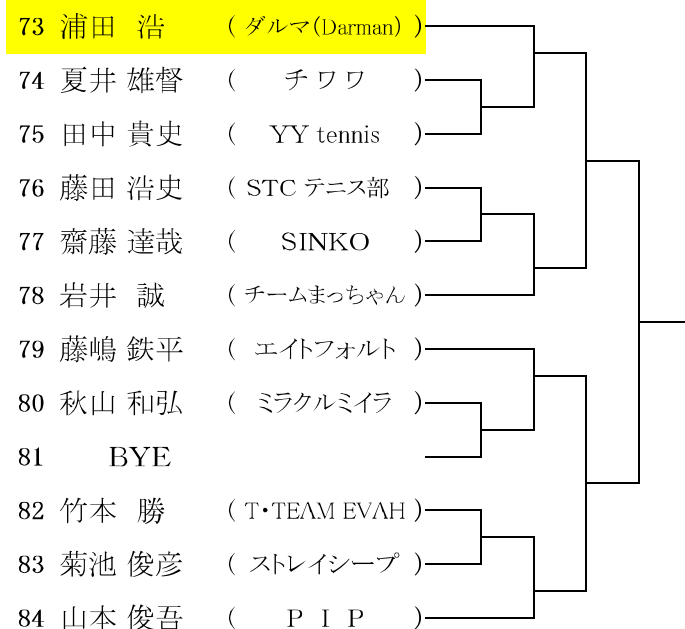 73 浦田 浩 ( ダルマ(Darman) )
74 夏井 雄督 ( チワワ )
75 田中 貴史 ( YY tennis )
76 藤田 浩史 ( STC テニス部 )
77 齋藤 達哉 ( SINKO )
78 岩井 誠 ( チームまっちゃん )
79 藤嶋 鉄平 ( エイトフォルト )
80 秋山 和弘 ( ミラクルミイラ )
81 BYE
82 竹本 勝 ( T・TEAM EVAH )
83 菊池 俊彦 ( ストレイシープ )
84 山本 俊吾 ( P I P )